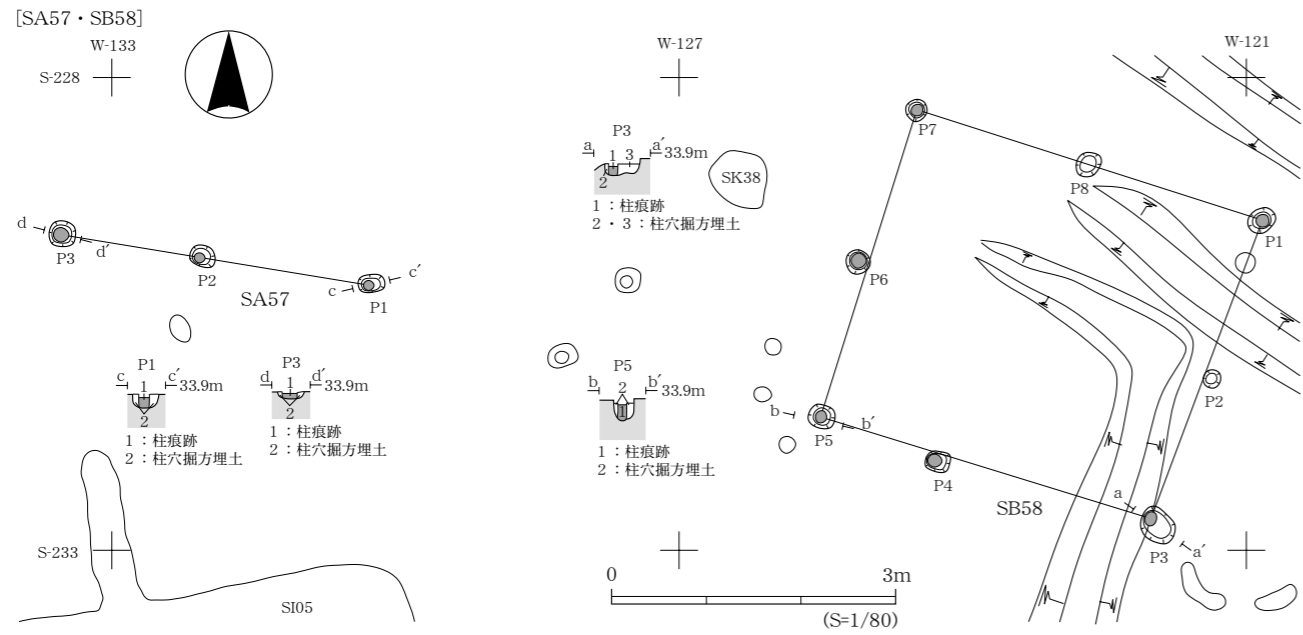 [SA57・SB58]
W-133
W-127
W-121
S-228
P7
P3
a
a′
33.9m
1
3
2
SK38
P8
1：柱痕跡
2・3：柱穴掘方埋土
P1
d
d′
P3
P2
c′
c
P1
SA57
P6
P1
c
c′
33.9m
1
2
P3
d
d′
33.9m
1
2
P5
b
b′
33.9m
2
1
P2
b
b′
P5
1：柱痕跡
2：柱穴掘方埋土
1：柱痕跡
2：柱穴掘方埋土
1：柱痕跡
2：柱穴掘方埋土
P4
a
SB58
P3
a′
S-233
0
3m
SI05
(S=1/80)